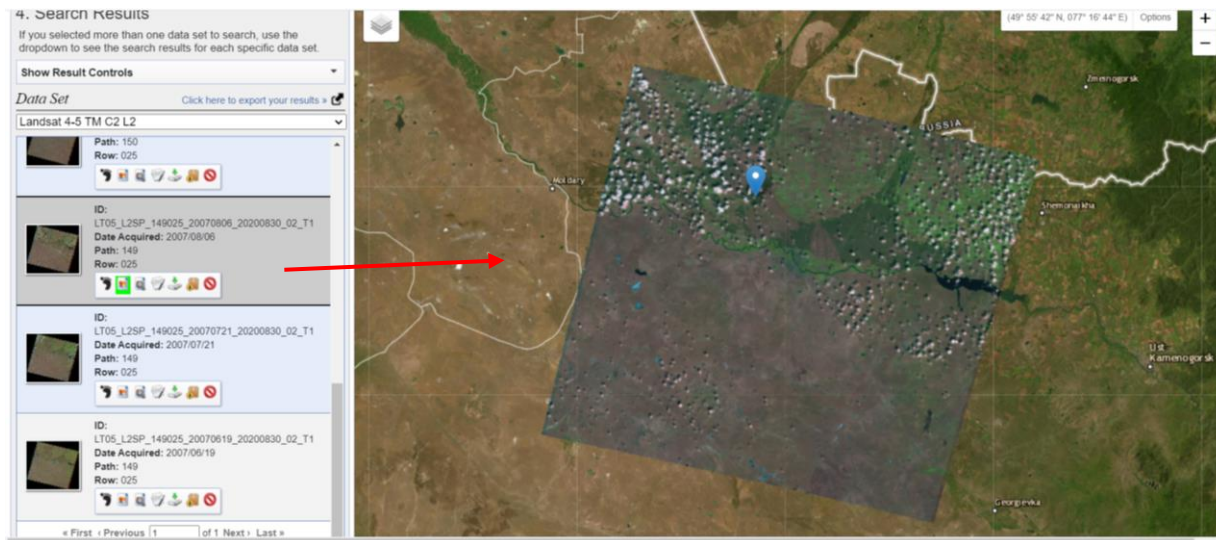 4. Search Results
If you selected more than one data set to search, use the
dropdown to see the search results for each specific data set.
Show Result Controls
Data Set
Click here to export your results »
Landsat 4-5 TM C2 L2
Path: 150
Row: 025
ID:
LT05_L2SP_149025_20070806_20200830_02_T1
Date Acquired: 2007/08/06
Path: 149
Row: 025
ID:
LT05_L2SP_149025_20070721_20200830_02_T1
Date Acquired: 2007/07/21
Path: 149
Row: 025
ID:
LT05_L2SP_149025_20070619_20200830_02_T1
Date Acquired: 2007/06/19
Path: 149
Row: 025
« First ‹ Previous 1 of 1 Next › Last »
(49° 55' 42" N, 077° 16' 44" E) Options
+
−
Zmeinogorsk
RUSSIA
Moldary
Shemonaikha
Ust
Kamenogorsk
Georgievka